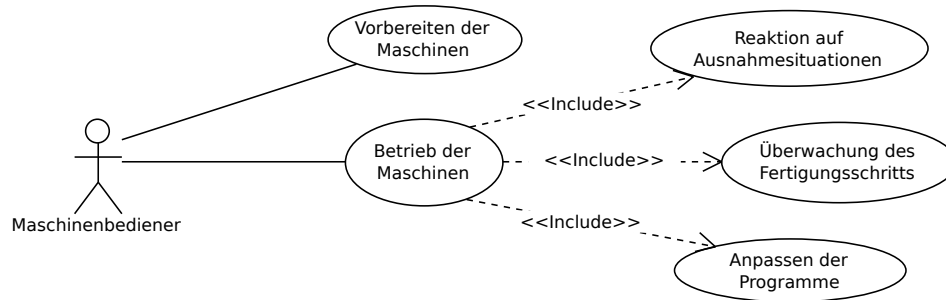 Vorbereiten der
Maschinen
Reaktion auf
Ausnahmesituationen
<<Include>>
Betrieb der
Maschinen
<<Include>>
Überwachung des
Fertigungsschritts
Maschinenbediener
<<Include>>
Anpassen der
Programme